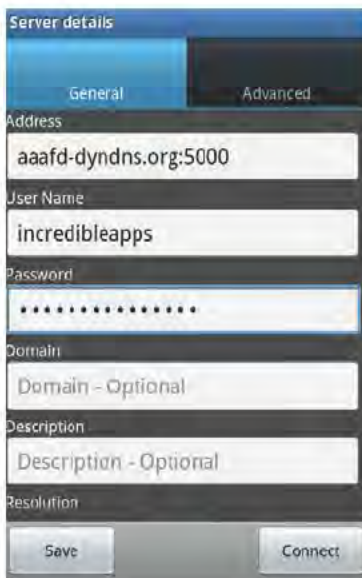 Server details
General
Advanced
Address
aaafd-dyndns.org:5000
User Name
incredibleapps
Password
•••••••••••••••
Domain
Domain - Optional
Description
Description - Optional
Resolution
Save
Connect